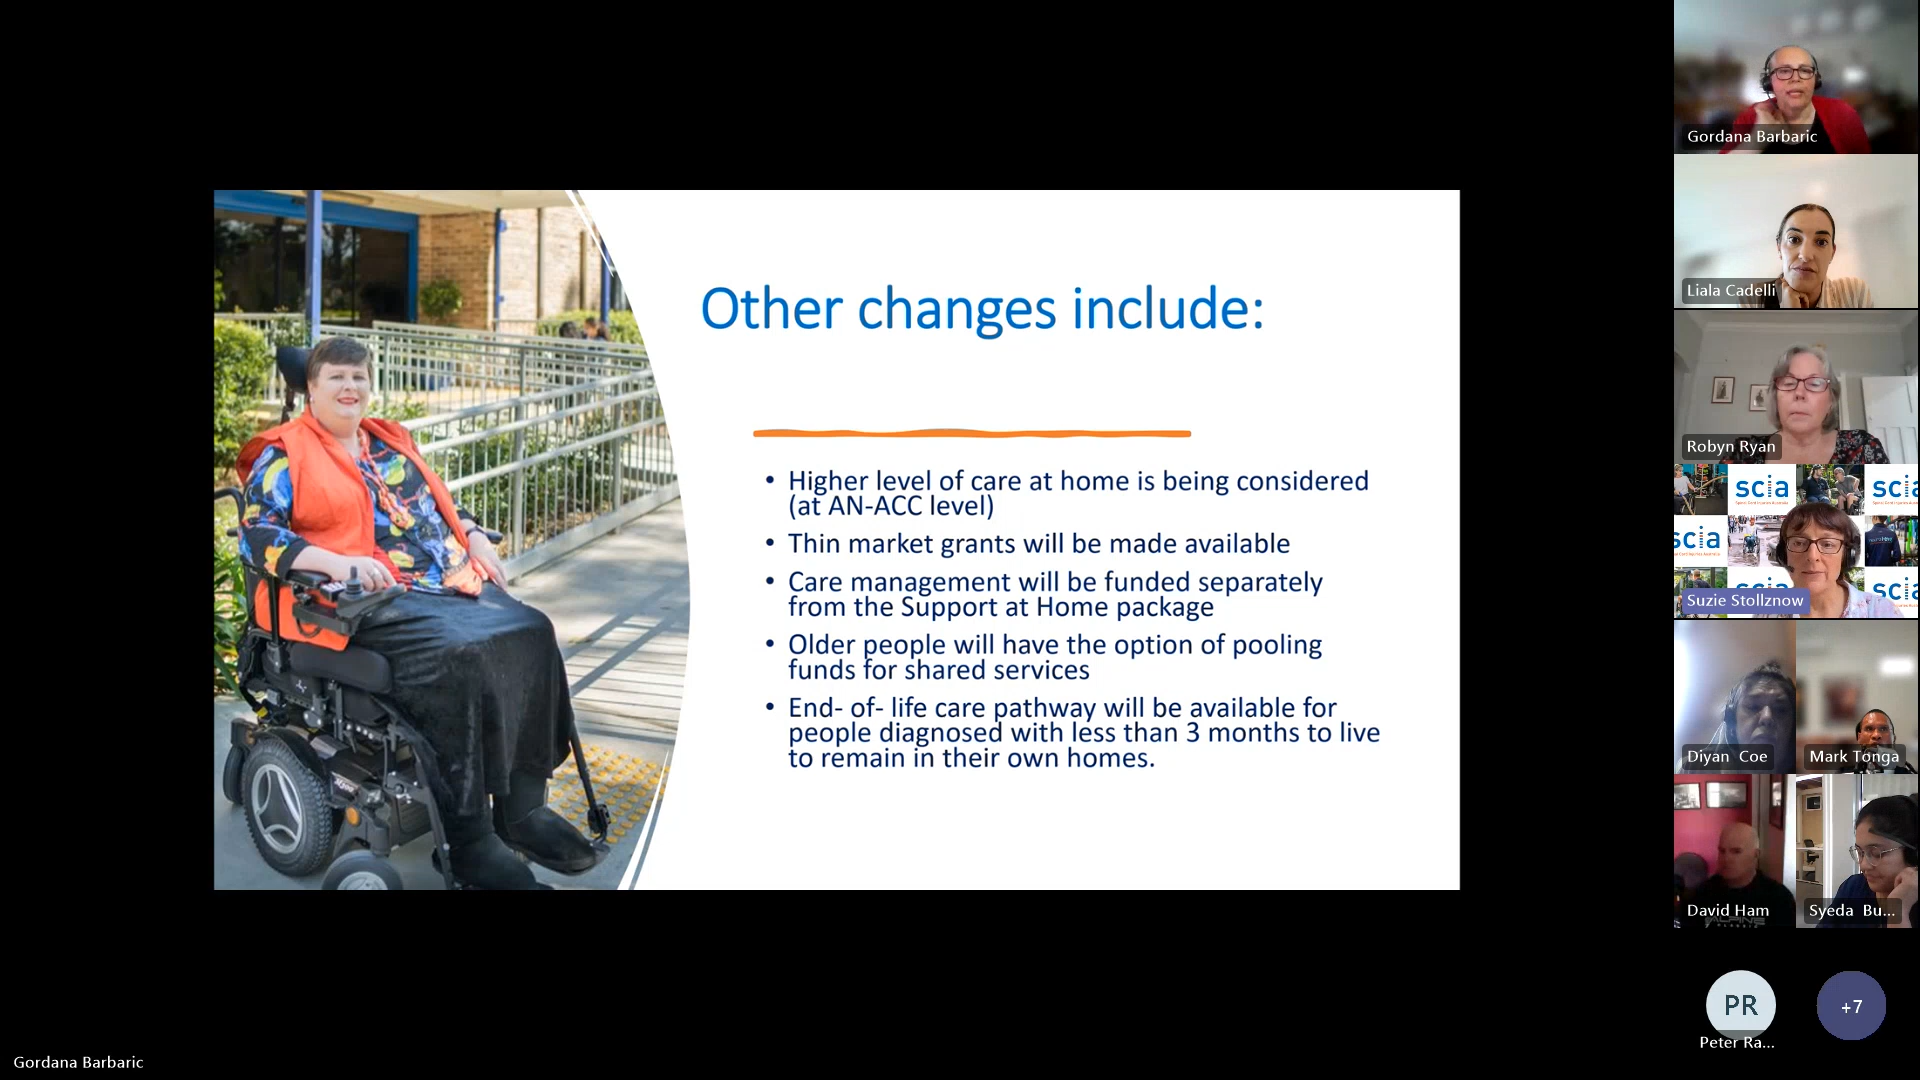 Other changes include:
• Higher level of care at home is being considered
(at AN-ACC level)
• Thin market grants will be made available
• Care management will be funded separately
from the Support at Home package
• Older people will have the option of pooling
funds for shared services
• End- of- life care pathway will be available for
people diagnosed with less than 3 months to live
to remain in their own homes.
Gordana Barbaric
Liala Cadelli
Robyn Ryan
scia
scia
scia
Suzie Stollznow
Diyan Coe
Mark Tonga
David Ham
Syeda Bu...
PR
+7
Peter Ra...
Gordana Barbaric